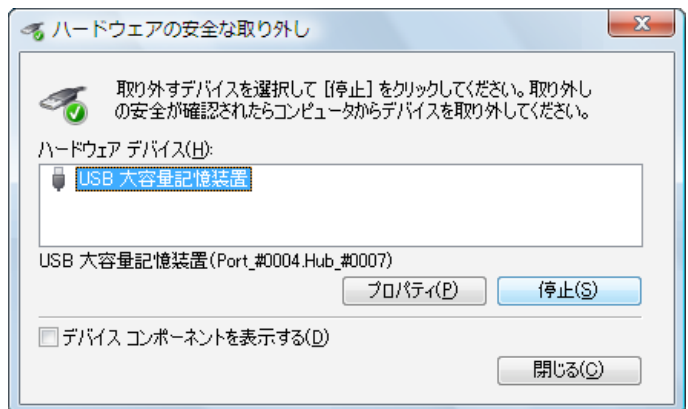 ハードウェアの安全な取り外し
取り外すデバイスを選択して [停止] をクリックしてください。取り外し
の安全が確認されたらコンピュータからデバイスを取り外してください。
ハードウェア デバイス(H):
USB 大容量記憶装置
USB 大容量記憶装置(Port_#0004.Hub_#0007)
プロパティ(P)
停止(S)
デバイス コンポーネントを表示する(D)
閉じる(C)